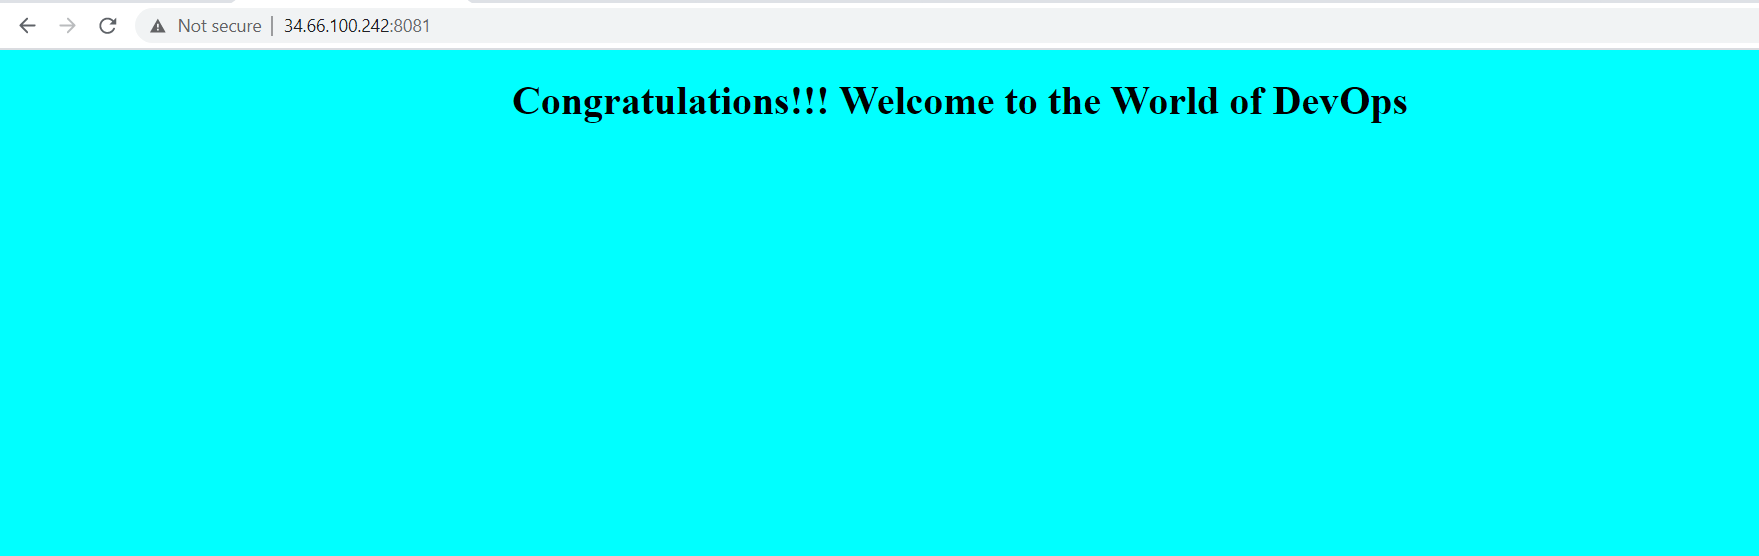 Not secure | 34.66.100.242:8081
Congratulations!!! Welcome to the World of DevOps